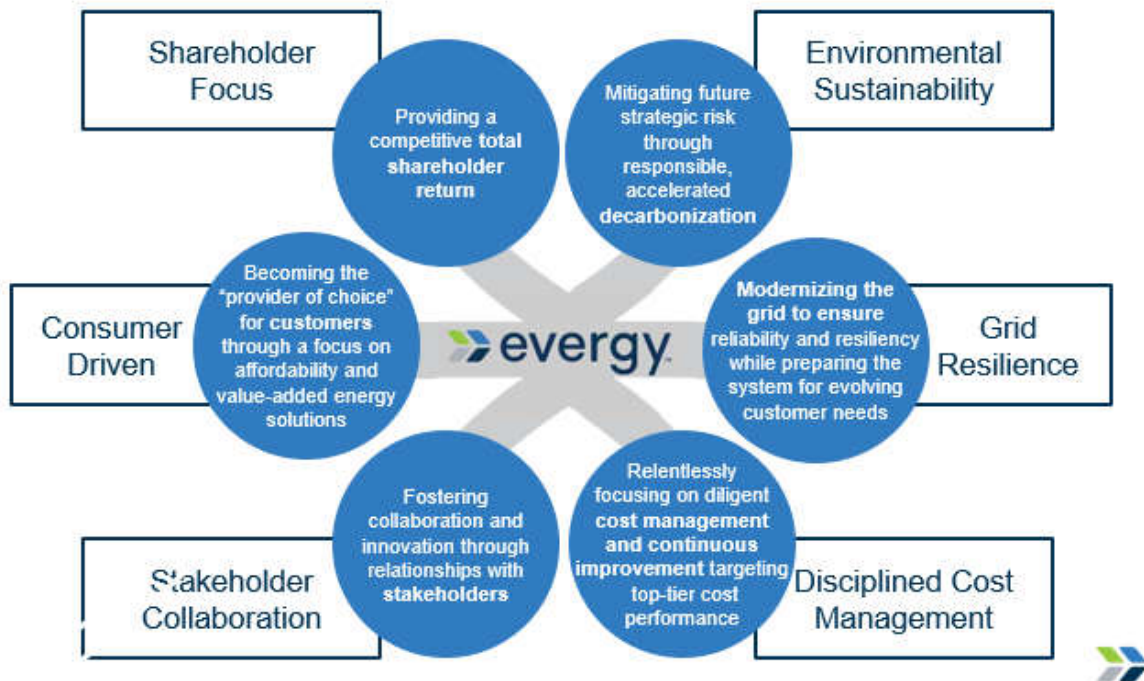 Shareholder
Focus
Providing a
competitive total
shareholder
return
Mitigating future
strategic risk
through
responsible,
accelerated
decarbonization
Environmental
Sustainability
Consumer
Driven
Becoming the
"provider of choice"
for customers
through a focus on
affordability and
value-added energy
solutions
evergy™
Modernizing the
grid to ensure
reliability and resiliency
while preparing the
system for evolving
customer needs
Grid
Resilience
Stakeholder
Collaboration
Fostering
collaboration and
innovation through
relationships with
stakeholders
Relentlessly
focusing on diligent
cost management
and continuous
improvement targeting
top-tier cost
performance
Disciplined Cost
Management